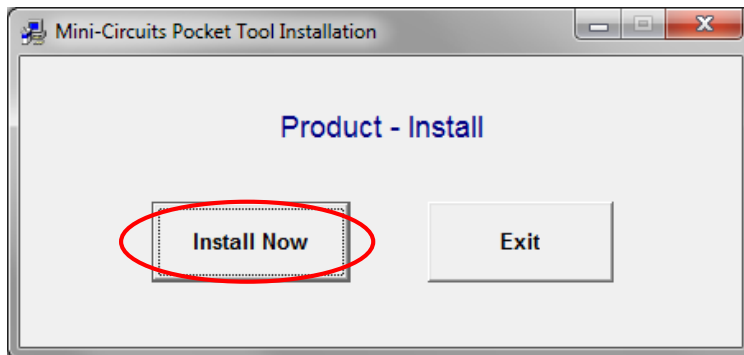 Mini-Circuits Pocket Tool Installation
Product - Install
Install Now
Exit